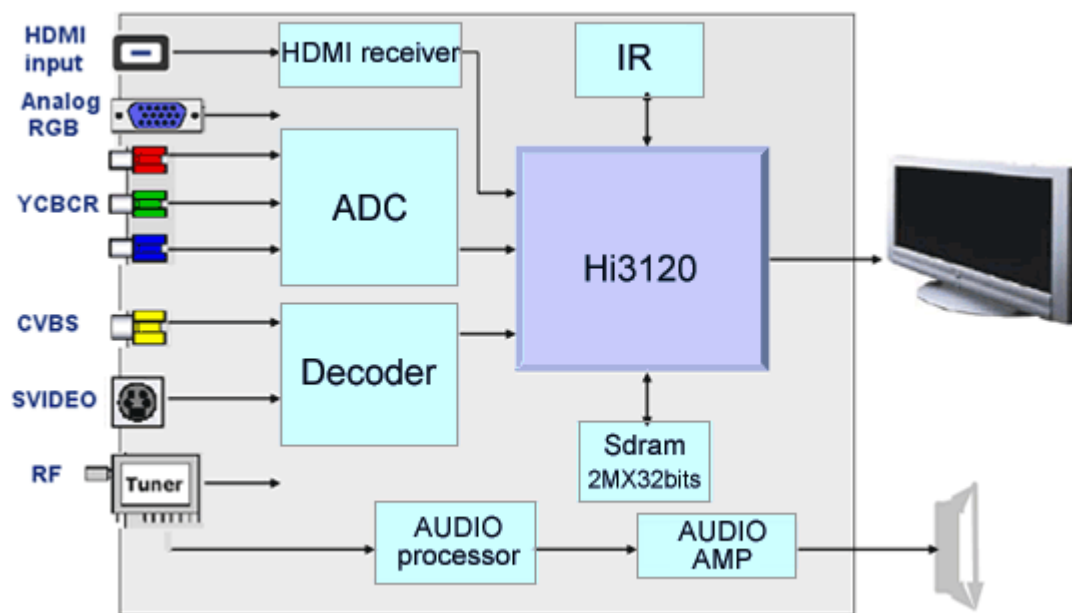 HDMI
input
HDMI receiver
IR
Analog
RGB
YCBCR
ADC
Hi3120
CVBS
Decoder
SVIDEO
Sdram
2MX32bits
RF
Tuner
AUDIO
processor
AUDIO
AMP